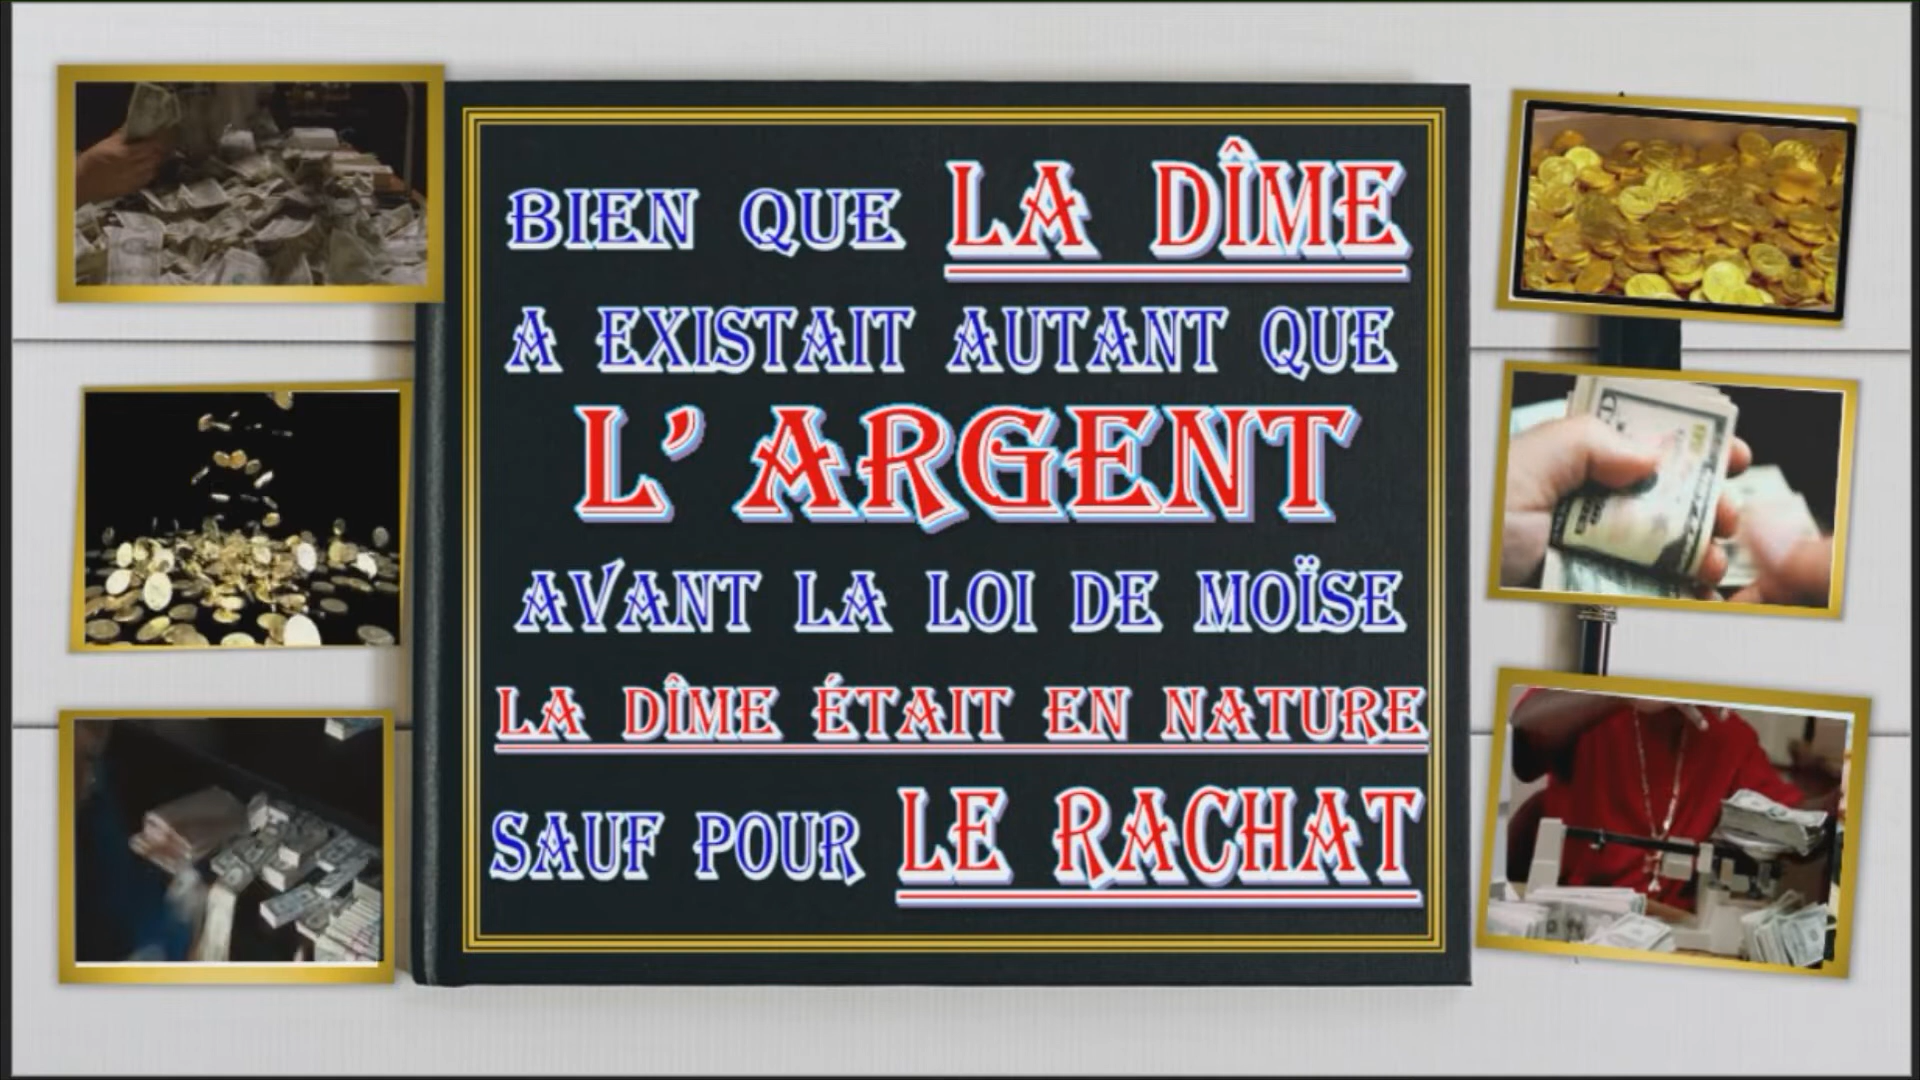 BIEN QUE LA DÎME
A EXISTAIT AUTANT QUE
L' ARGENT
AVANT LA LOI DE MOÏSE
LA DÎME ÉTAIT EN NATURE
SAUF POUR LE RACHAT